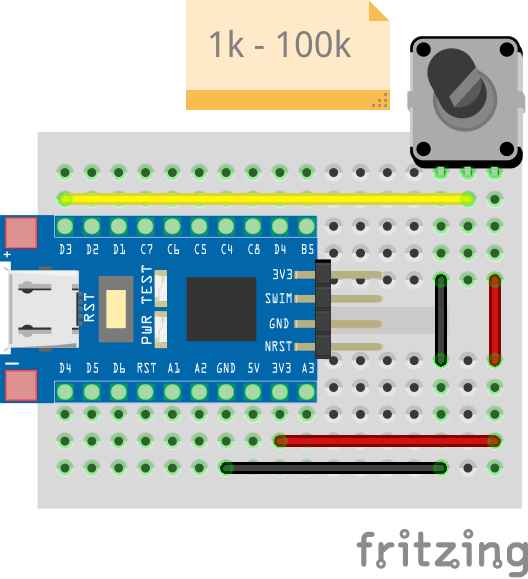 1k - 100k
D3 D2 D1 C7 C6 C5 C4 C8 D4 B5
+
RST
PWR TEST
3V3
SWIM
GND
NRST
–
D4 D5 D6 RST A1 A2 GND 5V 3V3 A3
fritzing